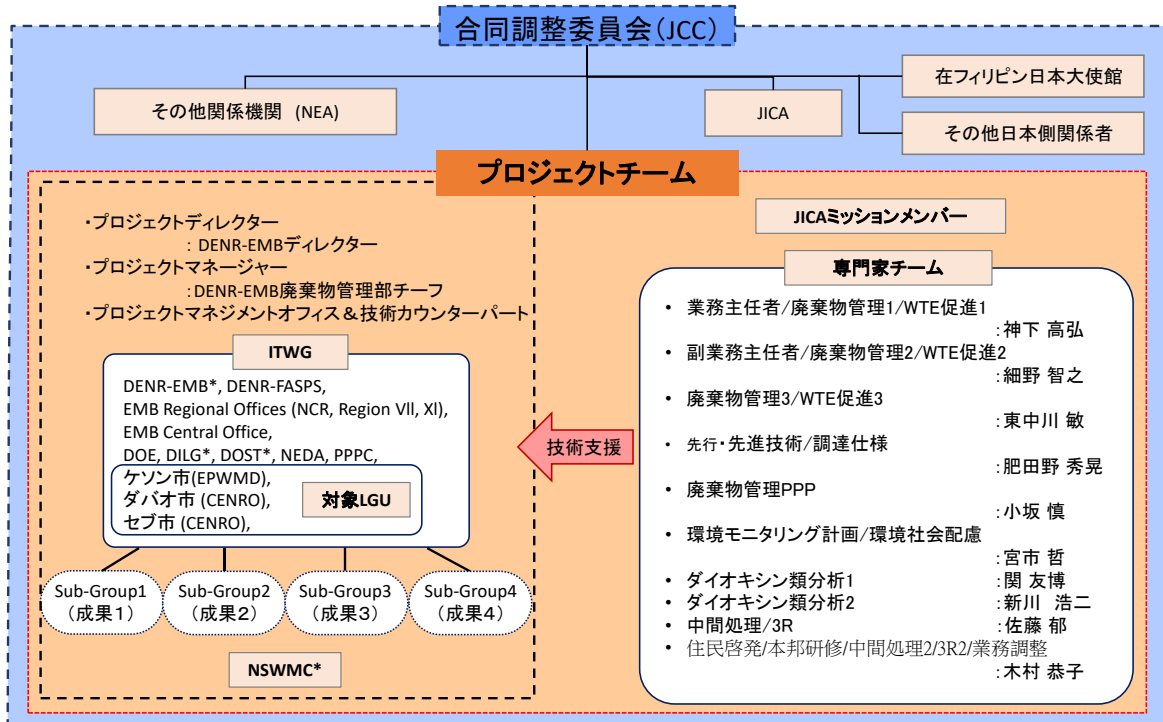 合同調整委員会(JCC)
その他関係機関 (NEA)
JICA
在フィリピン日本大使館
その他日本側関係者
プロジェクトチーム
・プロジェクトディレクター
: DENR-EMBディレクター
・プロジェクトマネージャー
:DENR-EMB廃棄物管理部チーフ
・プロジェクトマネジメントオフィス&技術カウンターパート
ITWG
DENR-EMB*, DENR-FASPS,
EMB Regional Offices (NCR, Region Vll, Xl),
EMB Central Office,
DOE, DILG*, DOST*, NEDA, PPPC,
ケソン市(EPWMD),
ダバオ市 (CENRO),
セブ市 (CENRO),
対象LGU
Sub-Group1
(成果1)
Sub-Group2
(成果2)
Sub-Group3
(成果3)
Sub-Group4
(成果4)
NSWMC*
技術支援
JICAミッションメンバー
専門家チーム
• 業務主任者/廃棄物管理1/WTE促進1
:神下 高弘
• 副業務主任者/廃棄物管理2/WTE促進2
:細野 智之
• 廃棄物管理3/WTE促進3
:東中川 敏
• 先行・先進技術/調達仕様
:肥田野 秀晃
• 廃棄物管理PPP
:小坂 慎
• 環境モニタリング計画/環境社会配慮
:宮市 哲
• ダイオキシン類分析1 :関 友博
• ダイオキシン類分析2 :新川 浩二
• 中間処理/3R :佐藤 郁
• 住民啓発/本邦研修/中間処理2/3R2/業務調整
:木村 恭子